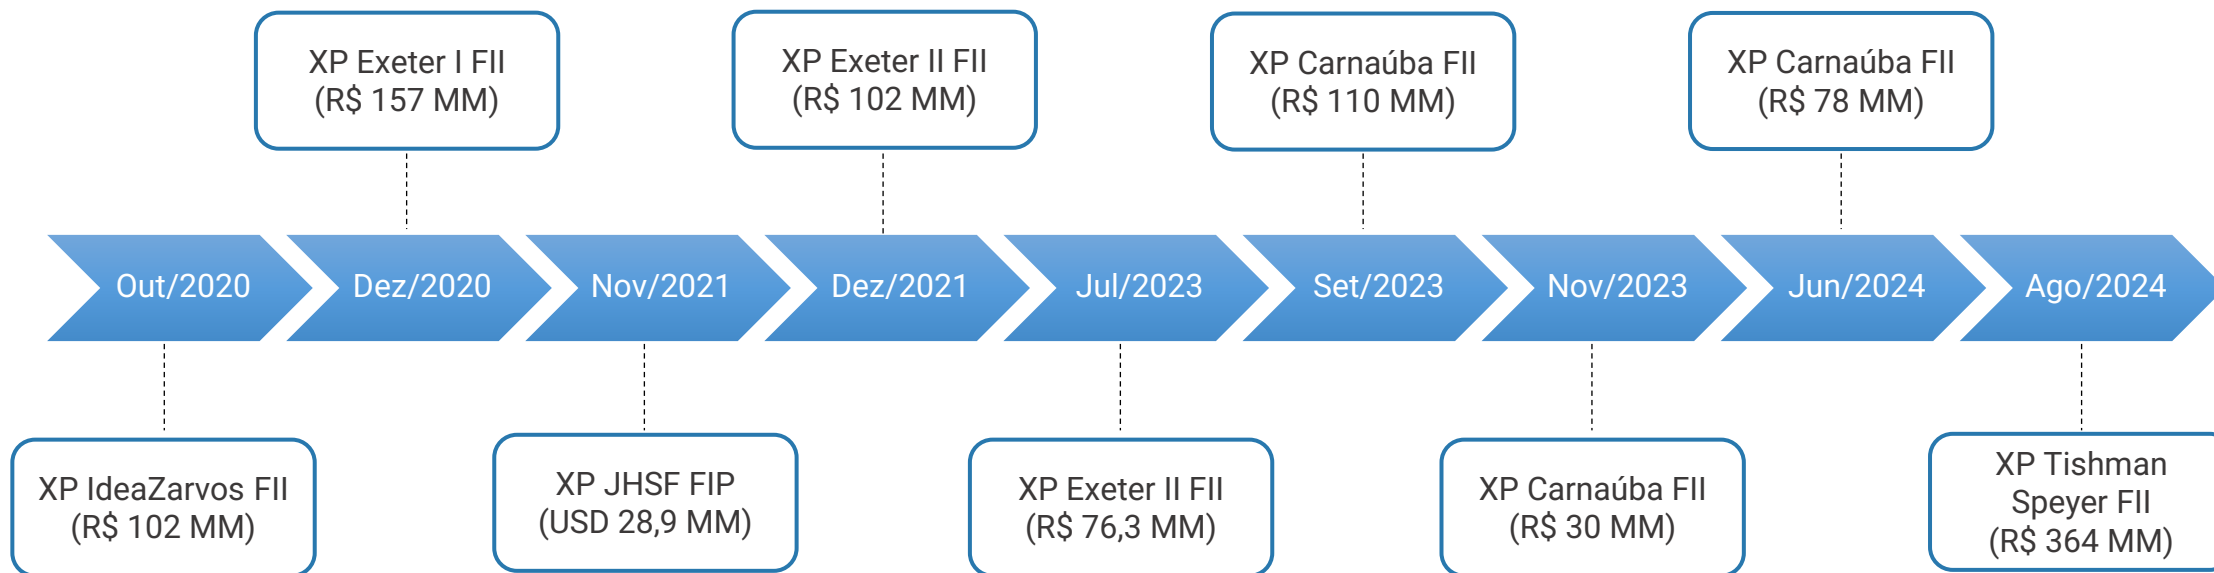 XP Exeter I FII
(R$ 157 MM)
XP Exeter II FII
(R$ 102 MM)
XP Carnaúba FII
(R$ 110 MM)
XP Carnaúba FII
(R$ 78 MM)
Out/2020
Dez/2020
Nov/2021
Dez/2021
Jul/2023
Set/2023
Nov/2023
Jun/2024
Ago/2024
XP IdeaZarvos FII
(R$ 102 MM)
XP JHSF FIP
(USD 28,9 MM)
XP Exeter II FII
(R$ 76,3 MM)
XP Carnaúba FII
(R$ 30 MM)
XP Tishman
Speyer FII
(R$ 364 MM)